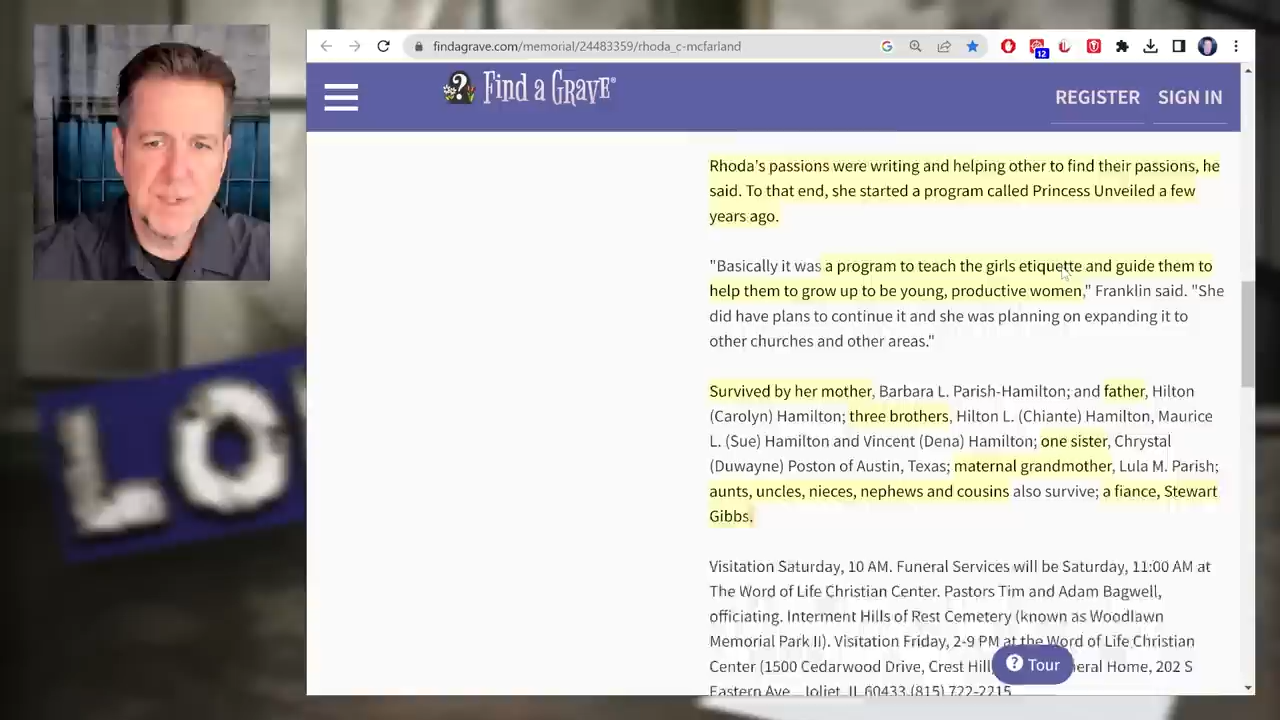 findagrave.com/memorial/24483359/rhoda_c-mcfarland
12
Find a Grave®
REGISTER SIGN IN
Rhoda's passions were writing and helping other to find their passions, he
said. To that end, she started a program called Princess Unveiled a few
years ago.
"Basically it was a program to teach the girls etiquette and guide them to
help them to grow up to be young, productive women," Franklin said. "She
did have plans to continue it and she was planning on expanding it to
other churches and other areas."
Survived by her mother, Barbara L. Parish-Hamilton; and father, Hilton
(Carolyn) Hamilton; three brothers, Hilton L. (Chiante) Hamilton, Maurice
L. (Sue) Hamilton and Vincent (Dena) Hamilton; one sister, Chrystal
(Duwayne) Poston of Austin, Texas; maternal grandmother, Lula M. Parish;
aunts, uncles, nieces, nephews and cousins also survive; a fiance, Stewart
Gibbs.
Visitation Saturday, 10 AM. Funeral Services will be Saturday, 11:00 AM at
The Word of Life Christian Center. Pastors Tim and Adam Bagwell,
officiating. Interment Hills of Rest Cemetery (known as Woodlawn
Memorial Park II). Visitation Friday, 2-9 PM at the Word of Life Christian
Center (1500 Cedarwood Drive, Crest Hill, Home, 202 S
Eastern Ave Joliet, IL 60433 (815) 722-2215
? Tour
LO